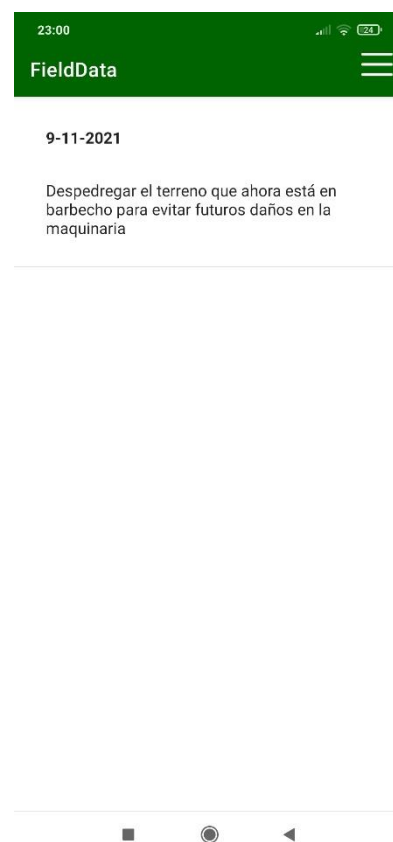 23:00
24
FieldData
9-11-2021
Despedregar el terreno que ahora está en
barbecho para evitar futuros daños en la
maquinaria